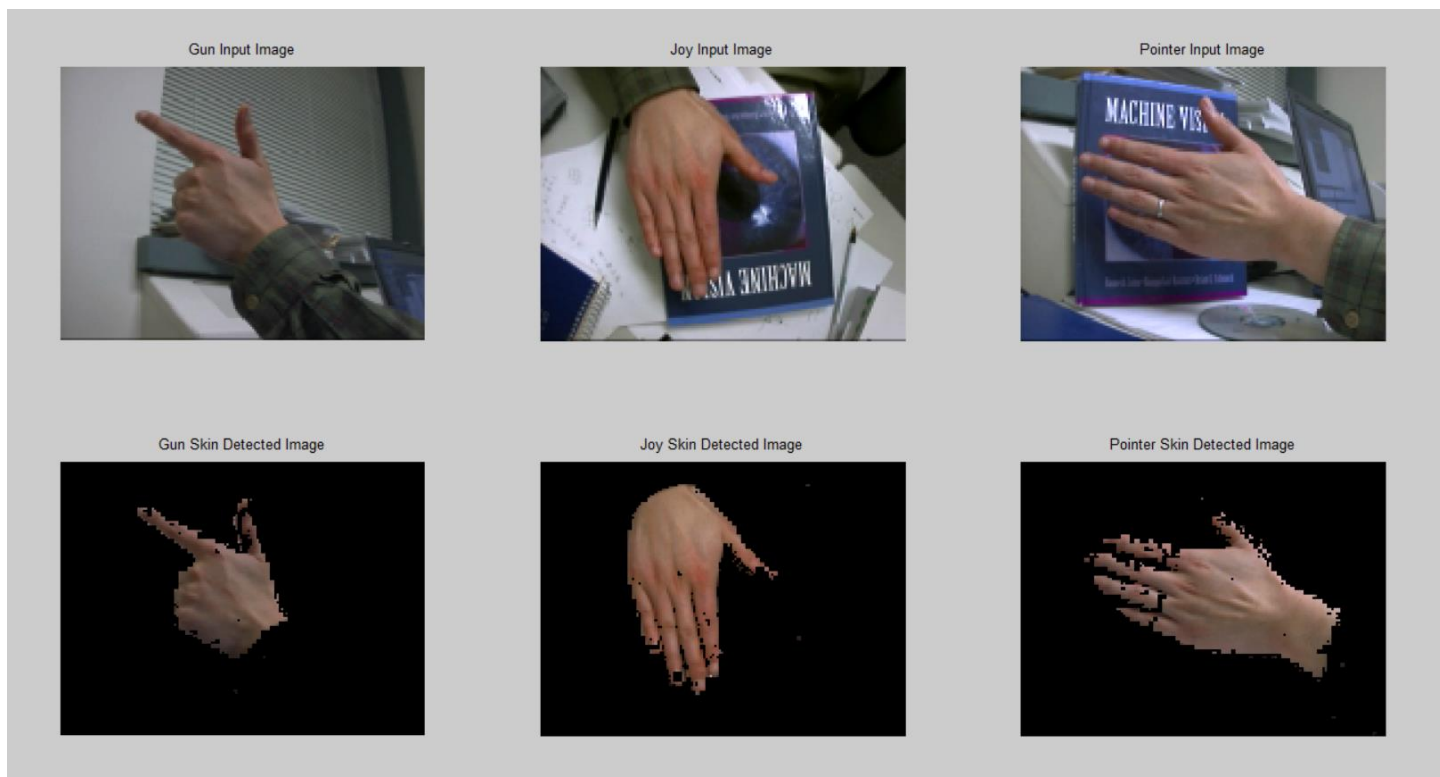 Gun Input Image
Joy Input Image
Pointer Input Image
MACHINE VISION
MACHINE
Gun Skin Detected Image
Joy Skin Detected Image
Pointer Skin Detected Image